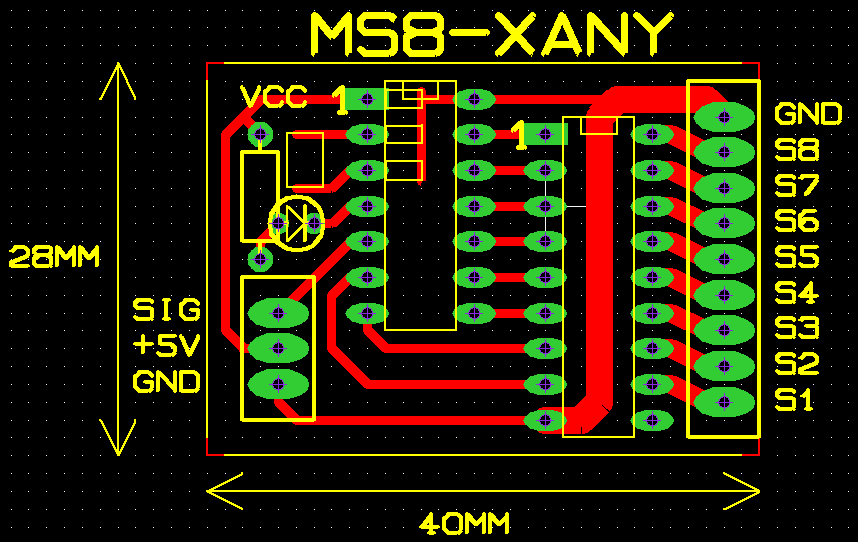 MS8-XANY
VCC
1
1
GND
S8
S7
S6
S5
S4
S3
S2
S1
28MM
SIG
+5V
GND
40MM